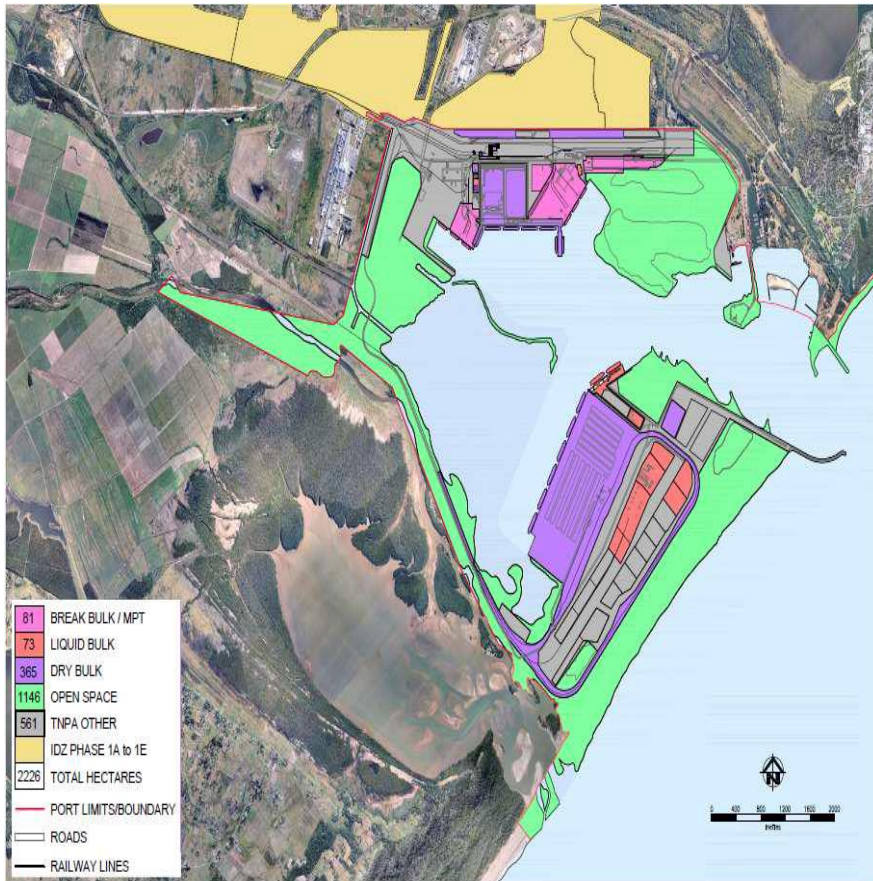 81 BREAK BULK / MPT
73 LIQUID BULK
365 DRY BULK
1146 OPEN SPACE
561 TNPA OTHER
IDZ PHASE 1A to 1E
2226 TOTAL HECTARES
PORT LIMITS/BOUNDARY
ROADS
RAILWAY LINES
N
0 400 800 1200 1600 2000
metres